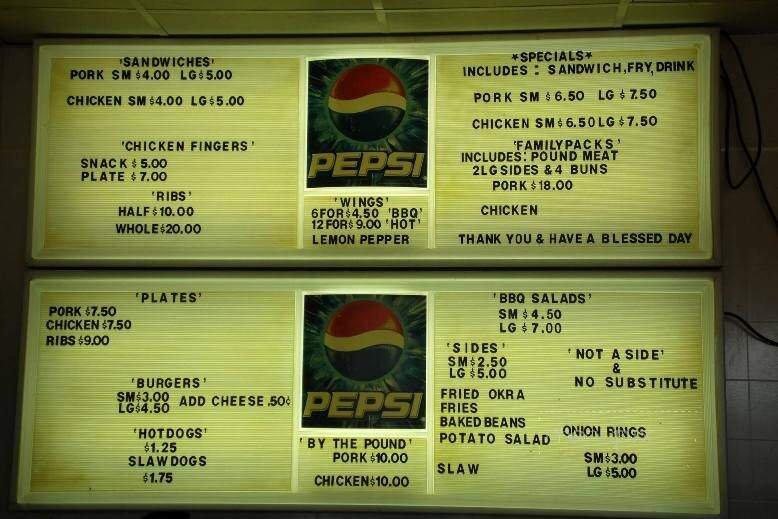 'SANDWICHES'
PORK SM $4.00 LG $5.00
CHICKEN SM $4.00 LG $5.00
'CHICKEN FINGERS'
SNACK $5.00
PLATE $7.00
'RIBS'
HALF $10.00
WHOLE $20.00
PEPSI
'WINGS'
6 FOR $4.50 'BBQ'
12 FOR $9.00 'HOT'
LEMON PEPPER
*SPECIALS*
INCLUDES : SANDWICH, FRY, DRINK
PORK SM $6.50 LG $7.50
CHICKEN SM $6.50 LG $7.50
'FAMILY PACKS'
INCLUDES: POUND MEAT
2 LG SIDES & 4 BUNS
PORK $18.00
CHICKEN
THANK YOU & HAVE A BLESSED DAY
'PLATES'
PORK $7.50
CHICKEN $7.50
RIBS $9.00
'BURGERS'
SM $3.00 ADD CHEESE .50¢
LG $4.50
'HOTDOGS'
$1.25
SLAWDOGS
$1.75
PEPSI
'BY THE POUND'
PORK $10.00
CHICKEN $10.00
'BBQ SALADS'
SM $4.50
LG $7.00
'SIDES'
SM $2.50
LG $5.00
FRIED OKRA
FRIES
BAKED BEANS
POTATO SALAD
SLAW
'NOT A SIDE'
&
NO SUBSTITUTE
ONION RINGS
SM $3.00
LG $5.00